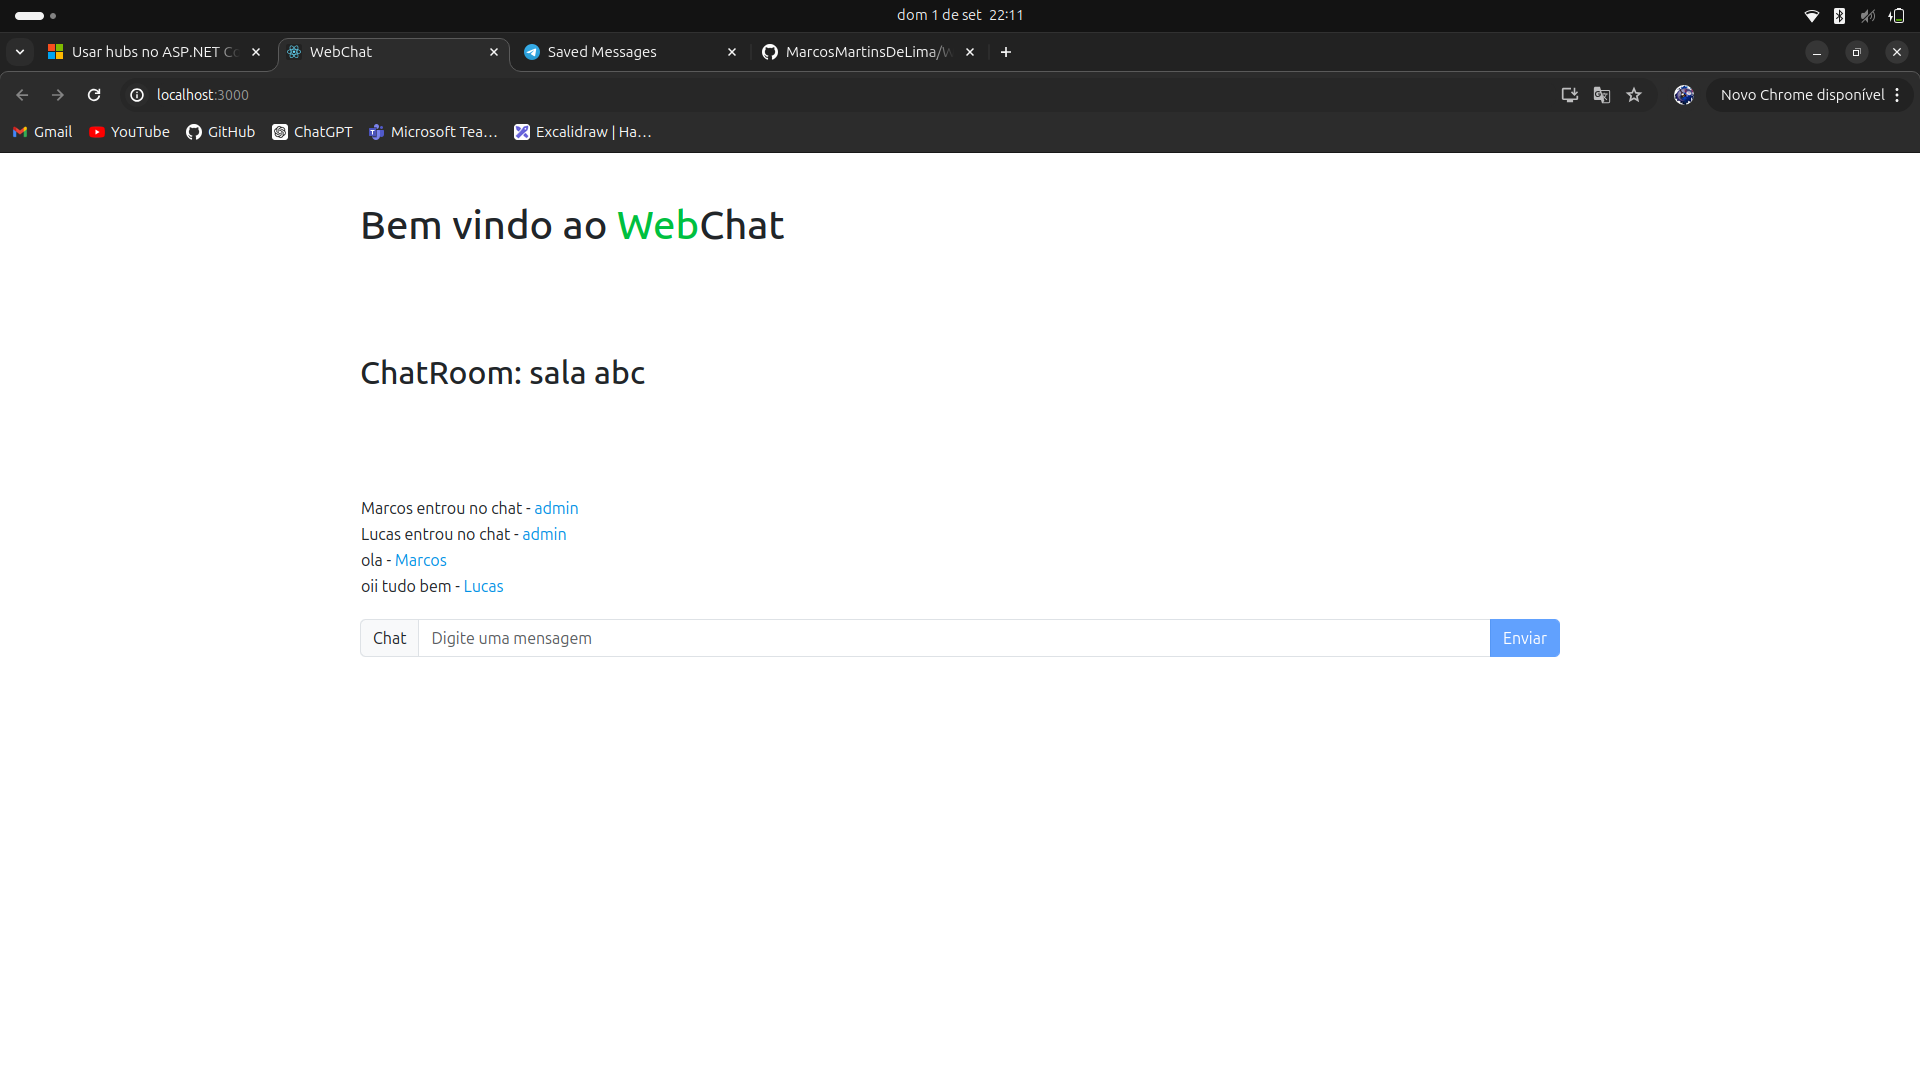 dom 1 de set 22:11
Usar hubs no ASP.NET Co
WebChat
Saved Messages
MarcosMartinsDeLima/W
localhost:3000
Novo Chrome disponível
Gmail
YouTube
GitHub
ChatGPT
Microsoft Tea...
Excalidraw | Ha...
Bem vindo ao WebChat
ChatRoom: sala abc
Marcos entrou no chat - admin
Lucas entrou no chat - admin
ola - Marcos
oii tudo bem - Lucas
Chat
Digite uma mensagem
Enviar